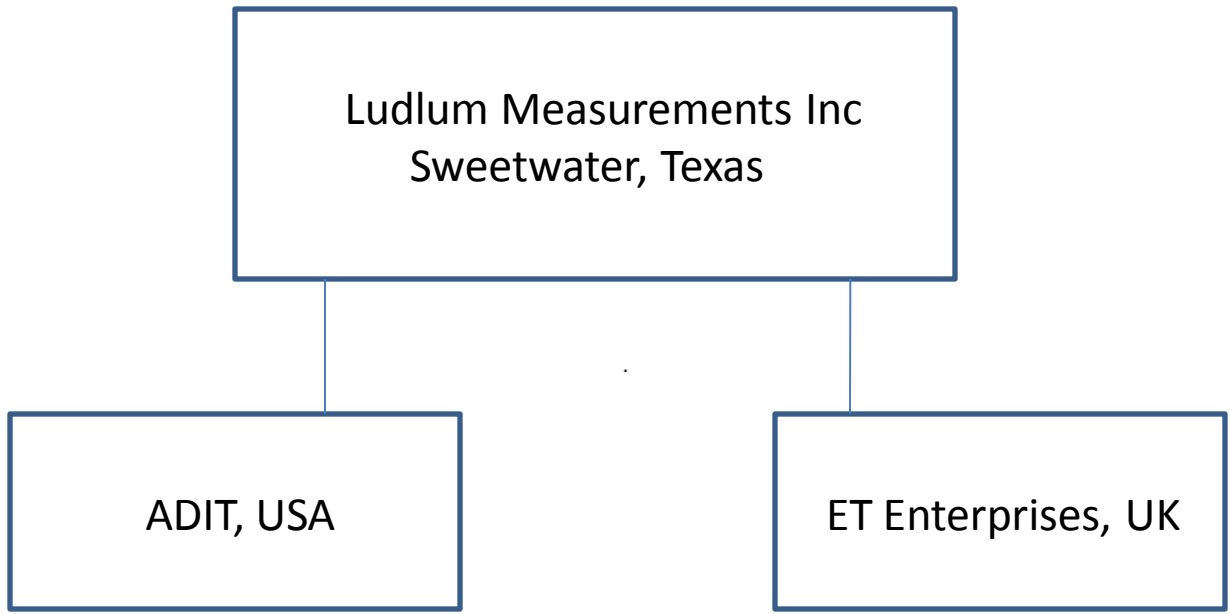 Ludlum Measurements Inc
Sweetwater, Texas
.
ADIT, USA
ET Enterprises, UK